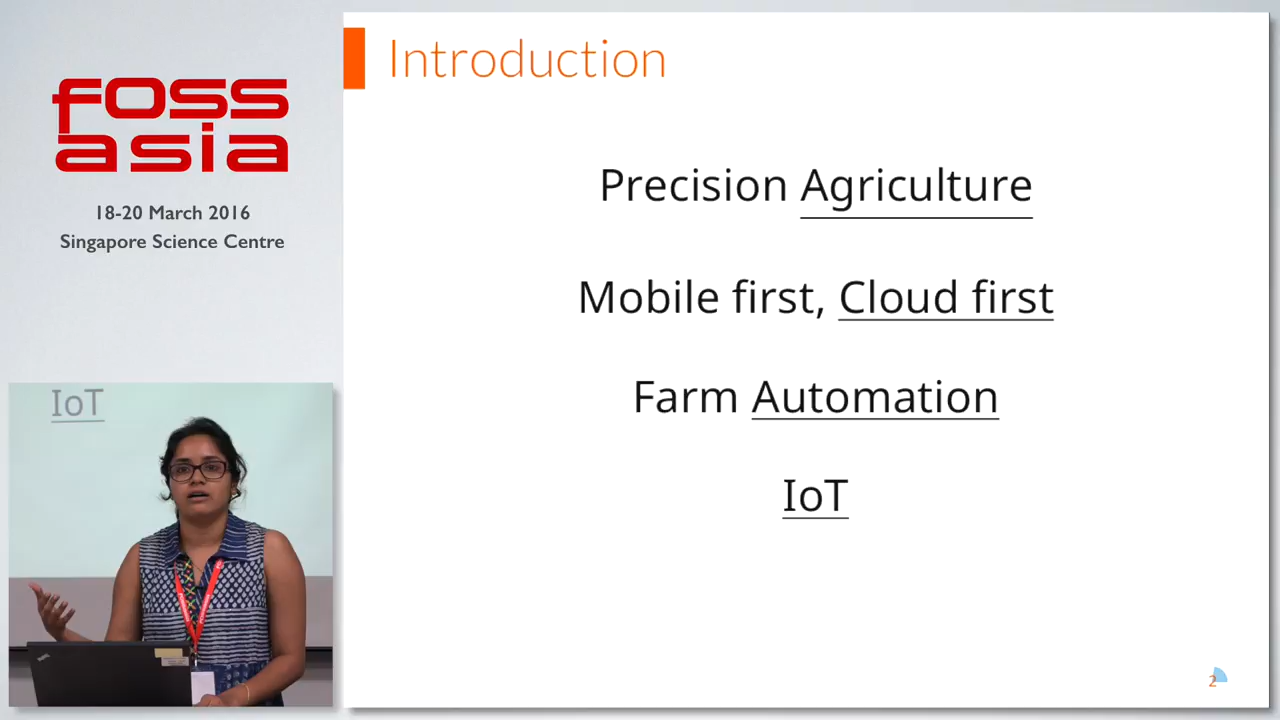 foss
asia
18-20 March 2016
Singapore Science Centre
Introduction
Precision Agriculture
Mobile first, Cloud first
Farm Automation
IoT
2
IoT